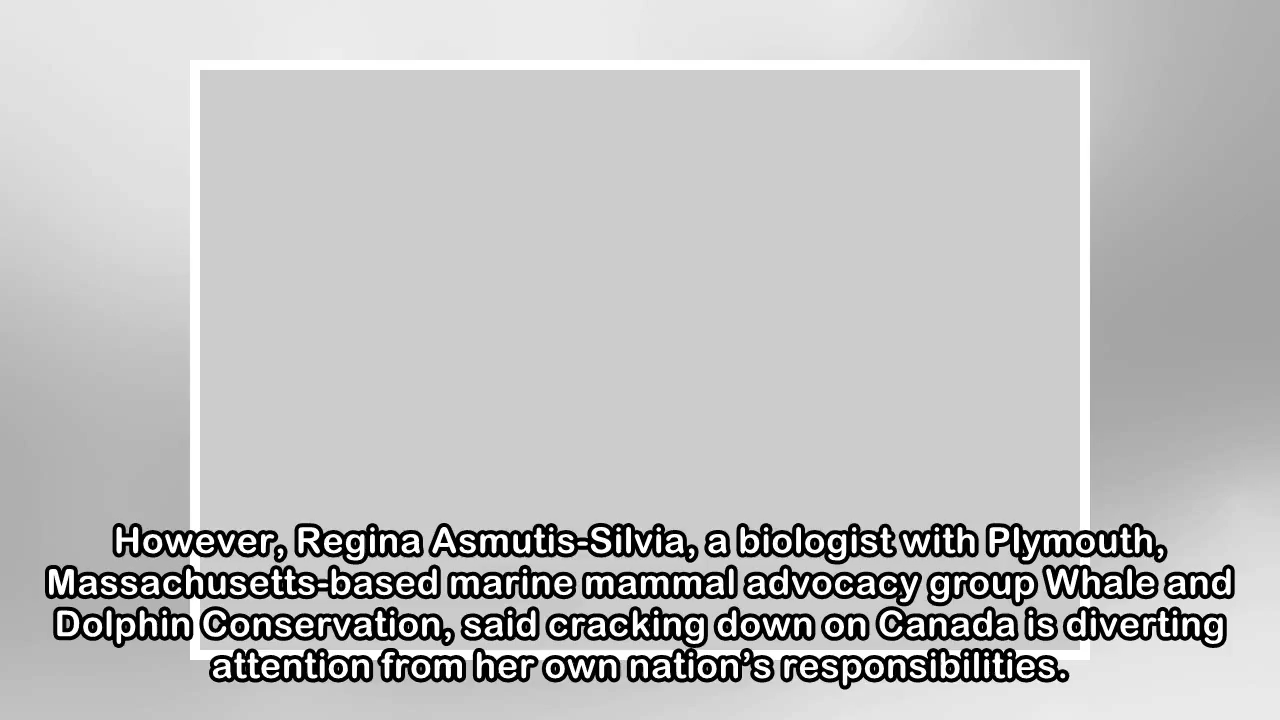 However, Regina Asmutis-Silvia, a biologist with Plymouth,
Massachusetts-based marine mammal advocacy group Whale and
Dolphin Conservation, said cracking down on Canada is diverting
attention from her own nation’s responsibilities.